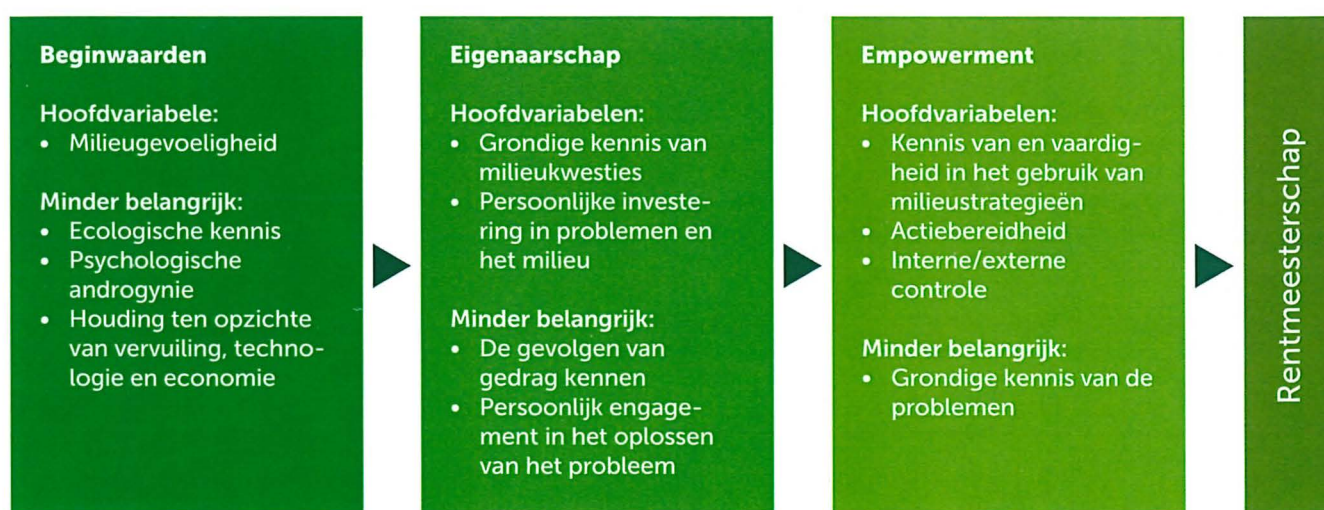 Beginwaarden
Hoofdvariabele:
• Milieugevoeligheid
Minder belangrijk:
• Ecologische kennis
• Psychologische
androgynie
• Houding ten opzichte
van vervuiling, techno-
logie en economie
Eigenaarschap
Hoofdvariabelen:
• Grondige kennis van
milieukwesties
• Persoonlijke investe-
ring in problemen en
het milieu
Minder belangrijk:
• De gevolgen van
gedrag kennen
• Persoonlijk engage-
ment in het oplossen
van het probleem
Empowerment
Hoofdvariabelen:
• Kennis van en vaardig-
heid in het gebruik van
milieustrategieën
• Actiebereidheid
• Interne/externe
controle
Minder belangrijk:
• Grondige kennis van de
problemen
Rentmeesterschap